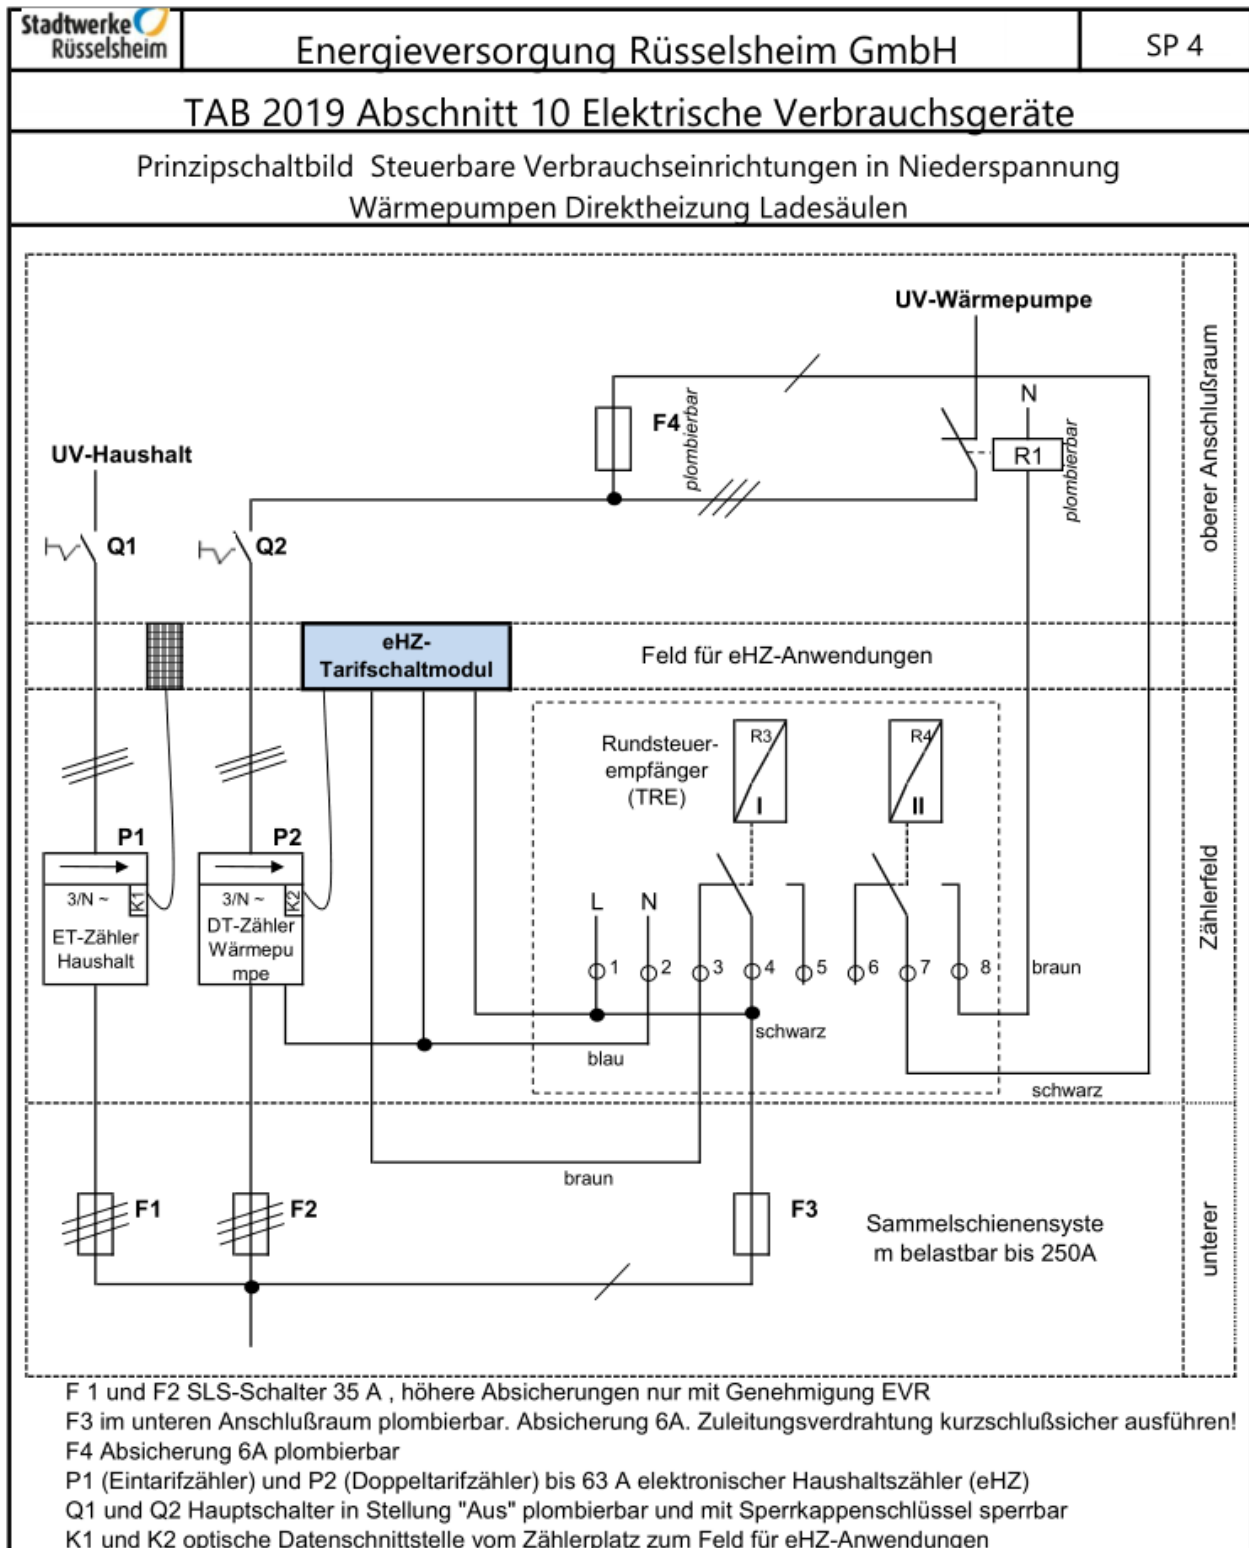 Stadtwerke
Rüsselsheim
Energieversorgung Rüsselsheim GmbH
SP 4
TAB 2019 Abschnitt 10 Elektrische Verbrauchsgeräte
Prinzipschaltbild Steuerbare Verbrauchseinrichtungen in Niederspannung
Wärmepumpen Direktheizung Ladesäulen
UV-Wärmepumpe
oberer Anschlußraum
N
F4
plombierbar
R1
plombierbar
UV-Haushalt
Q1
Q2
eHZ-
Tarifschaltmodul
Feld für eHZ-Anwendungen
Rundsteuer-
empfänger
(TRE)
R3
I
R4
II
P1
P2
3/N ~
K1
ET-Zähler
Haushalt
3/N ~
K2
DT-Zähler
Wärmepu
mpe
Zählerfeld
L
N
1
2
3
4
5
6
7
8
braun
schwarz
blau
schwarz
braun
F1
F2
F3
Sammelschienensyste
m belastbar bis 250A
unterer
F 1 und F2 SLS-Schalter 35 A , höhere Absicherungen nur mit Genehmigung EVR
F3 im unteren Anschlußraum plombierbar. Absicherung 6A. Zuleitungsverdrahtung kurzschlußsicher ausführen!
F4 Absicherung 6A plombierbar
P1 (Eintarifzähler) und P2 (Doppeltarifzähler) bis 63 A elektronischer Haushaltszähler (eHZ)
Q1 und Q2 Hauptschalter in Stellung "Aus" plombierbar und mit Sperrkappenschlüssel sperrbar
K1 und K2 optische Datenschnittstelle vom Zählerplatz zum Feld für eHZ-Anwendungen